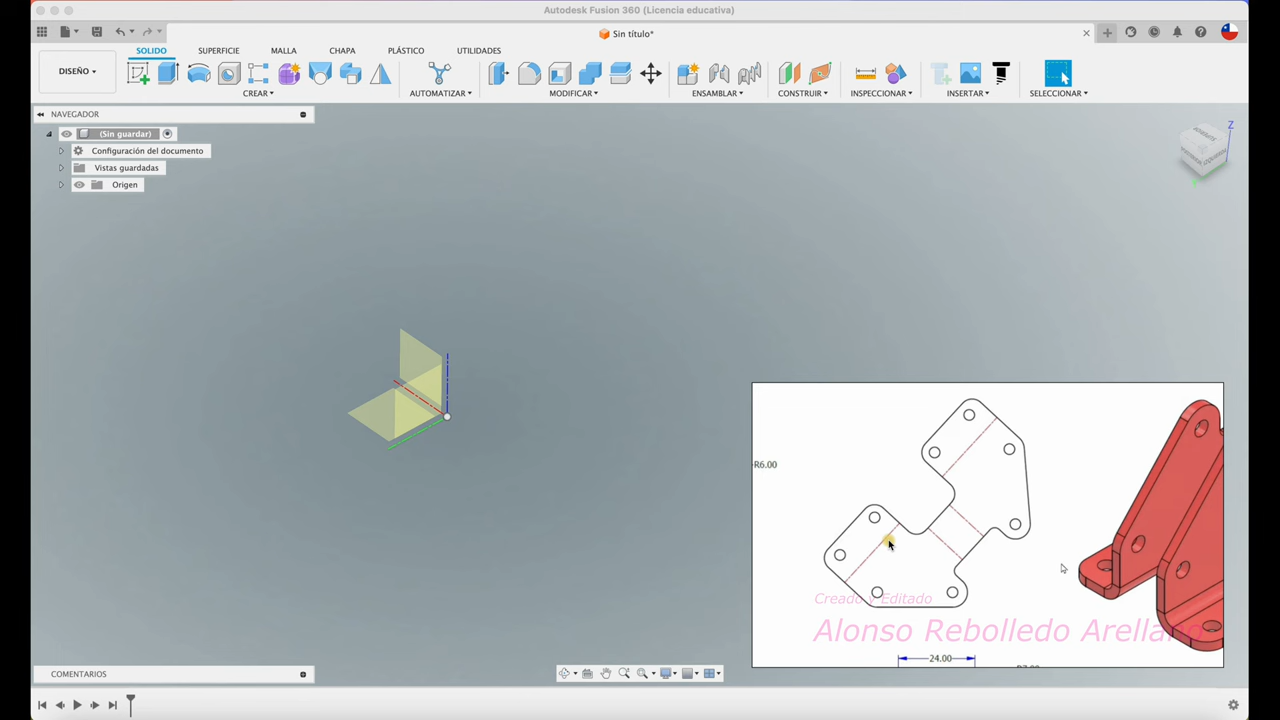 Autodesk Fusion 360 (Licencia educativa)
Sin título*
SOLIDO
SUPERFICIE
MALLA
CHAPA
PLÁSTICO
UTILIDADES
DISEÑO
CREAR
AUTOMATIZAR
MODIFICAR
ENSAMBLAR
CONSTRUIR
INSPECCIONAR
INSERTAR
SELECCIONAR
NAVEGADOR
(Sin guardar)
Configuración del documento
Vistas guardadas
Origen
Z
R6.00
Creado y Editado
Alonso Rebolledo Arellano
24.00
COMENTARIOS